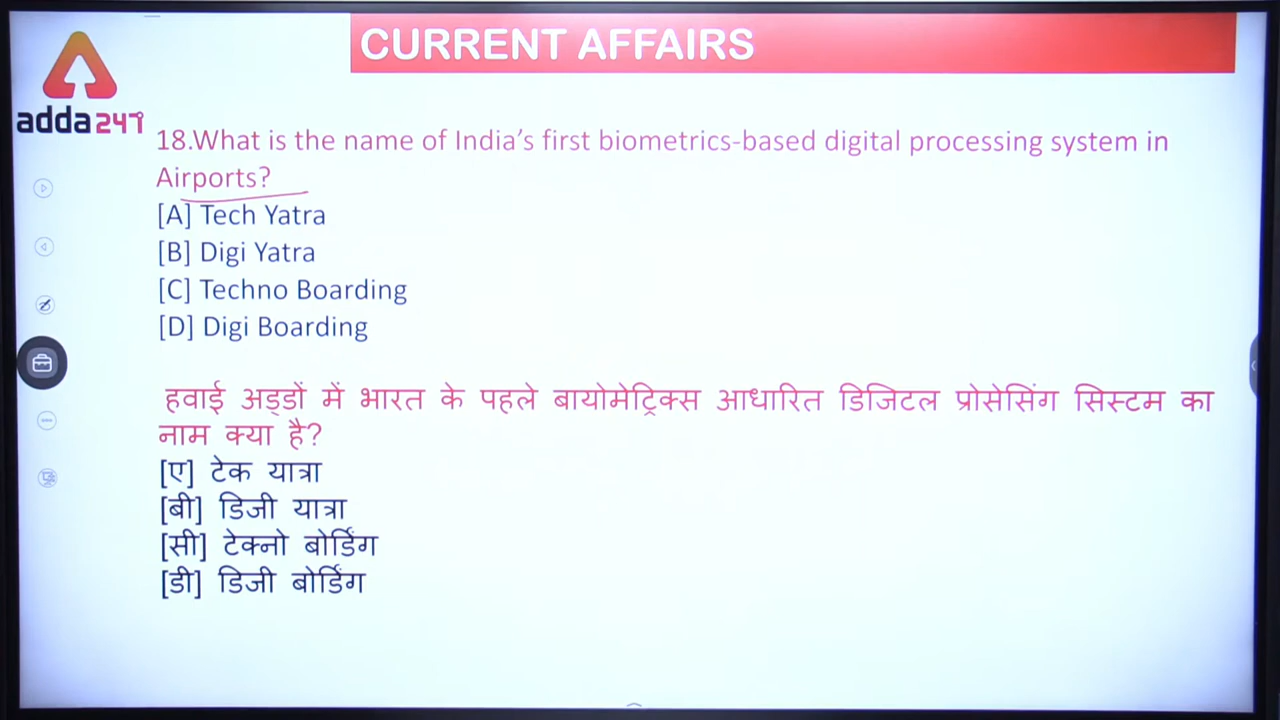 CURRENT AFFAIRS
adda247
18.What is the name of India's first biometrics-based digital processing system in
Airports?
[A] Tech Yatra
[B] Digi Yatra
[C] Techno Boarding
[D] Digi Boarding
हवाई अड्डों में भारत के पहले बायोमेट्रिक्स आधारित डिजिटल प्रोसेसिंग सिस्टम का
नाम क्या है?
[ए] टेक यात्रा
[बी] डिजी यात्रा
[सी] टेक्नो बोर्डिंग
[डी] डिजी बोर्डिंग